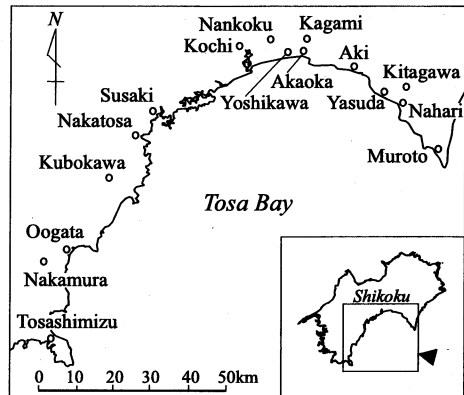 N
Nankoku
Kagami
Kochi
Aki
Akaoka
Kitagawa
Yoshikawa
Yasuda
Susaki
Nahari
Nakatosa
Muroto
Kubokawa
Tosa Bay
Oogata
Nakamura
Shikoku
Tosashimizu
0 10 20 30 40 50km